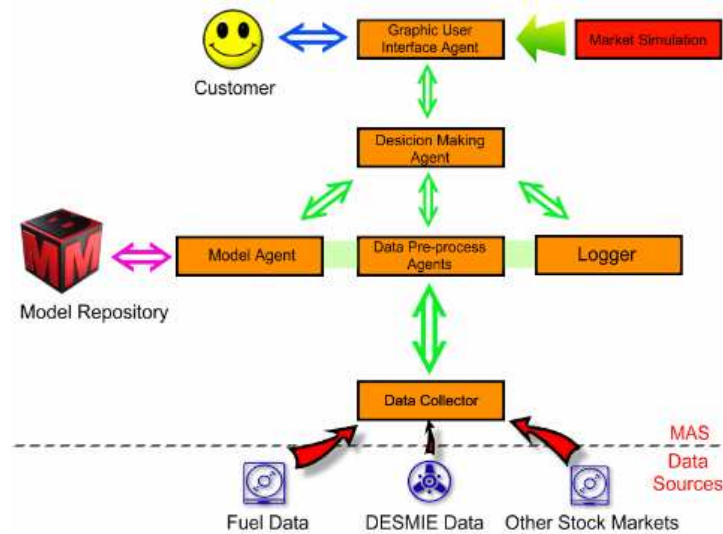 Graphic User
Interface Agent
Market Simulation
Customer
Desicion Making
Agent
MM
Model Agent
Data Pre-process
Agents
Logger
Model Repository
Data Collector
MAS
Data
Sources
Fuel Data
DESMIE Data
Other Stock Markets